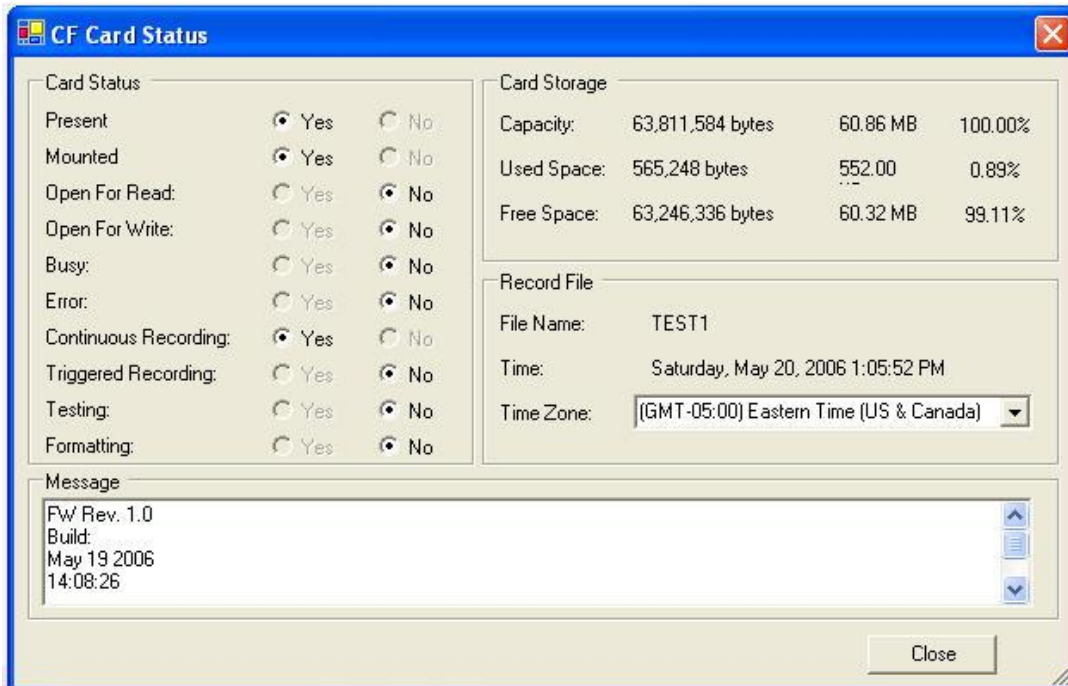 CF Card Status
Card Status
Present Yes No
Mounted Yes No
Open For Read: Yes No
Open For Write: Yes No
Busy: Yes No
Error: Yes No
Continuous Recording: Yes No
Triggered Recording: Yes No
Testing: Yes No
Formatting: Yes No
Card Storage
Capacity: 63,811,584 bytes 60.86 MB 100.00%
Used Space: 565,248 bytes 552.00 0.89%
Free Space: 63,246,336 bytes 60.32 MB 99.11%
Record File
File Name: TEST1
Time: Saturday, May 20, 2006 1:05:52 PM
Time Zone: (GMT-05:00) Eastern Time (US & Canada)
Message
FW Rev. 1.0
Build:
May 19 2006
14:08:26
Close